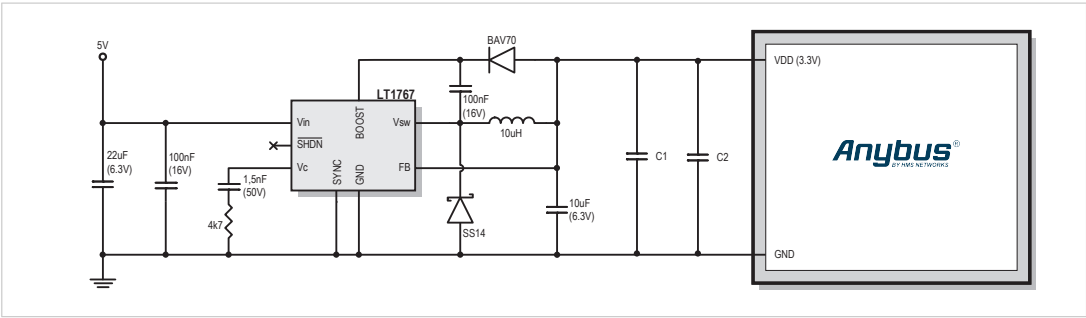 5V
BAV70
VDD (3.3V)
LT1767
100nF
(16V)
BOOST
Vin
Vsw
10uH
SHDN
22uF
(6.3V)
100nF
(16V)
Vc
SYNC
GND
FB
C1
C2
Anybus®
BY HMS NETWORKS
1,5nF
(50V)
10uF
(6.3V)
4k7
SS14
GND